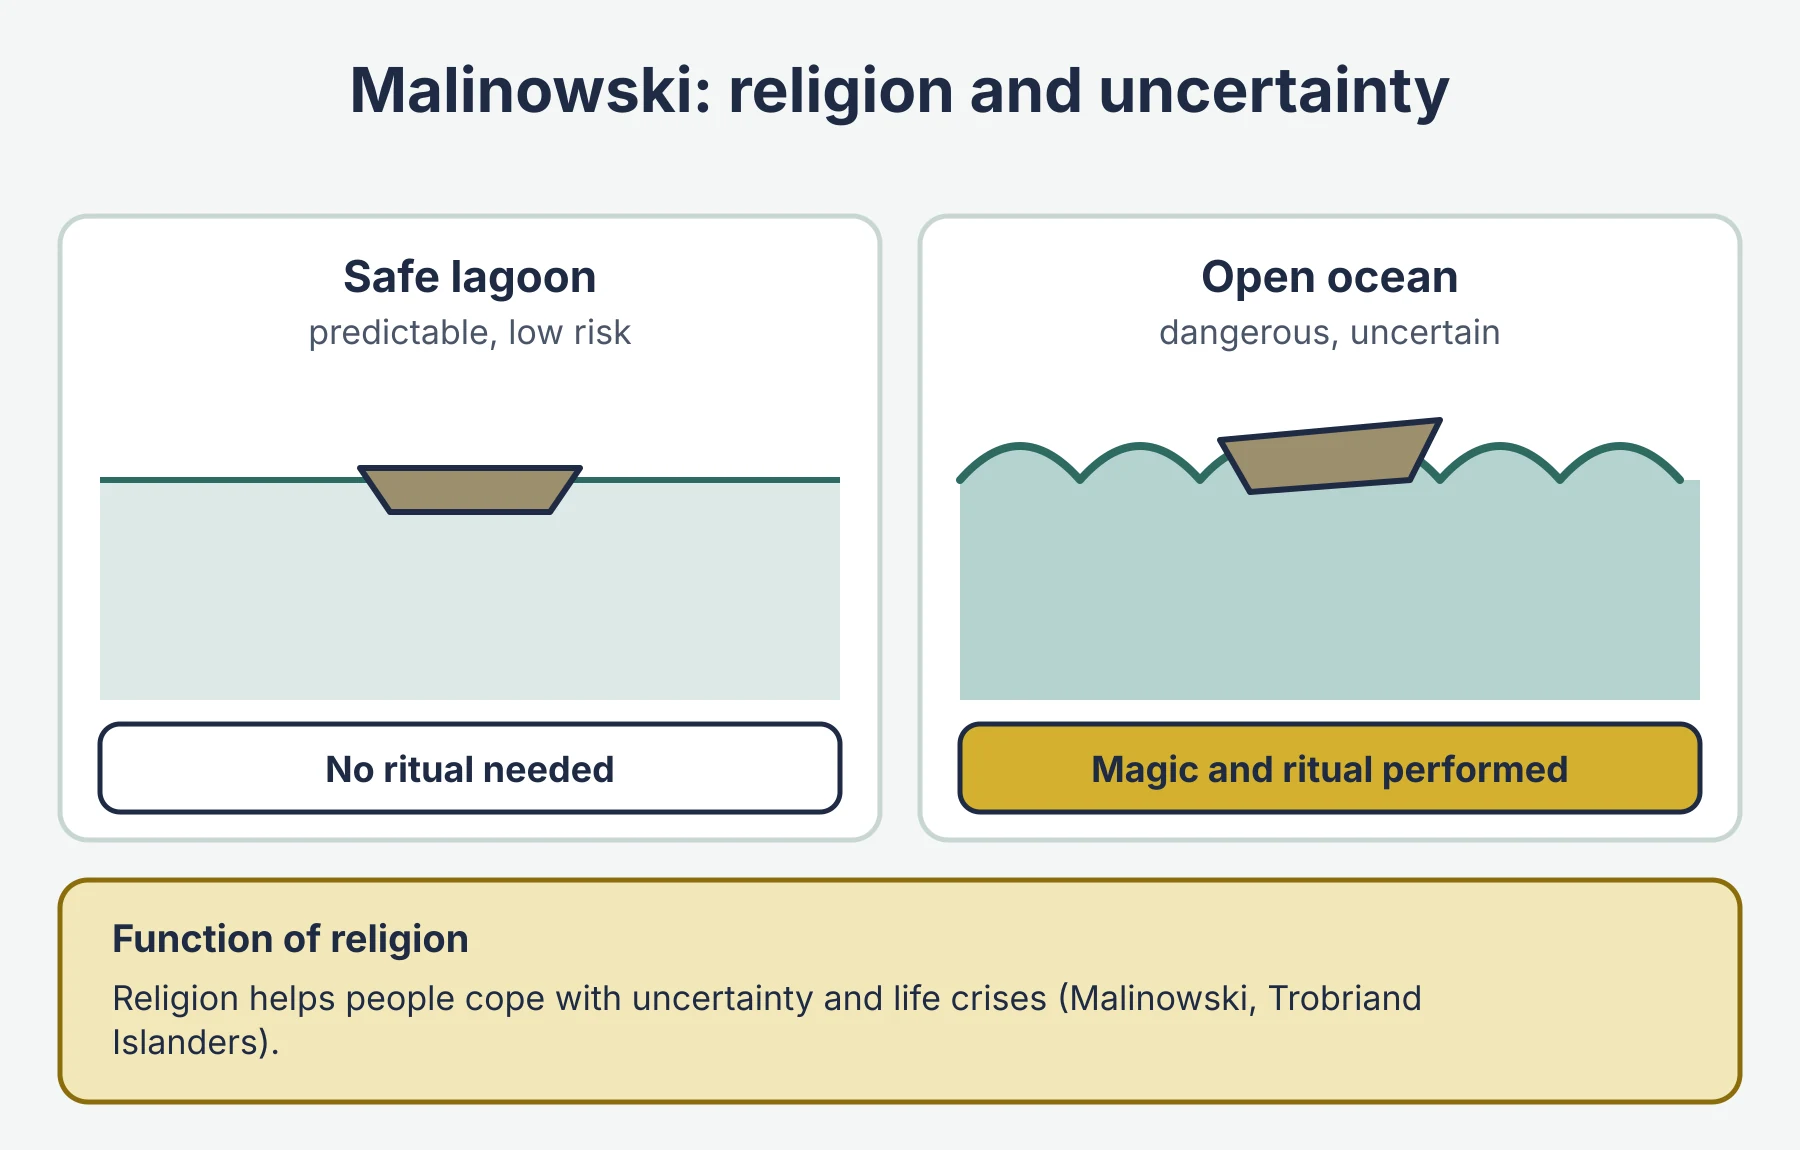 Malinowski: religion and uncertainty
Safe lagoon
predictable, low risk
No ritual needed
Open ocean
dangerous, uncertain
Magic and ritual performed
Function of religion
Religion helps people cope with uncertainty and life crises (Malinowski, Trobriand
Islanders).